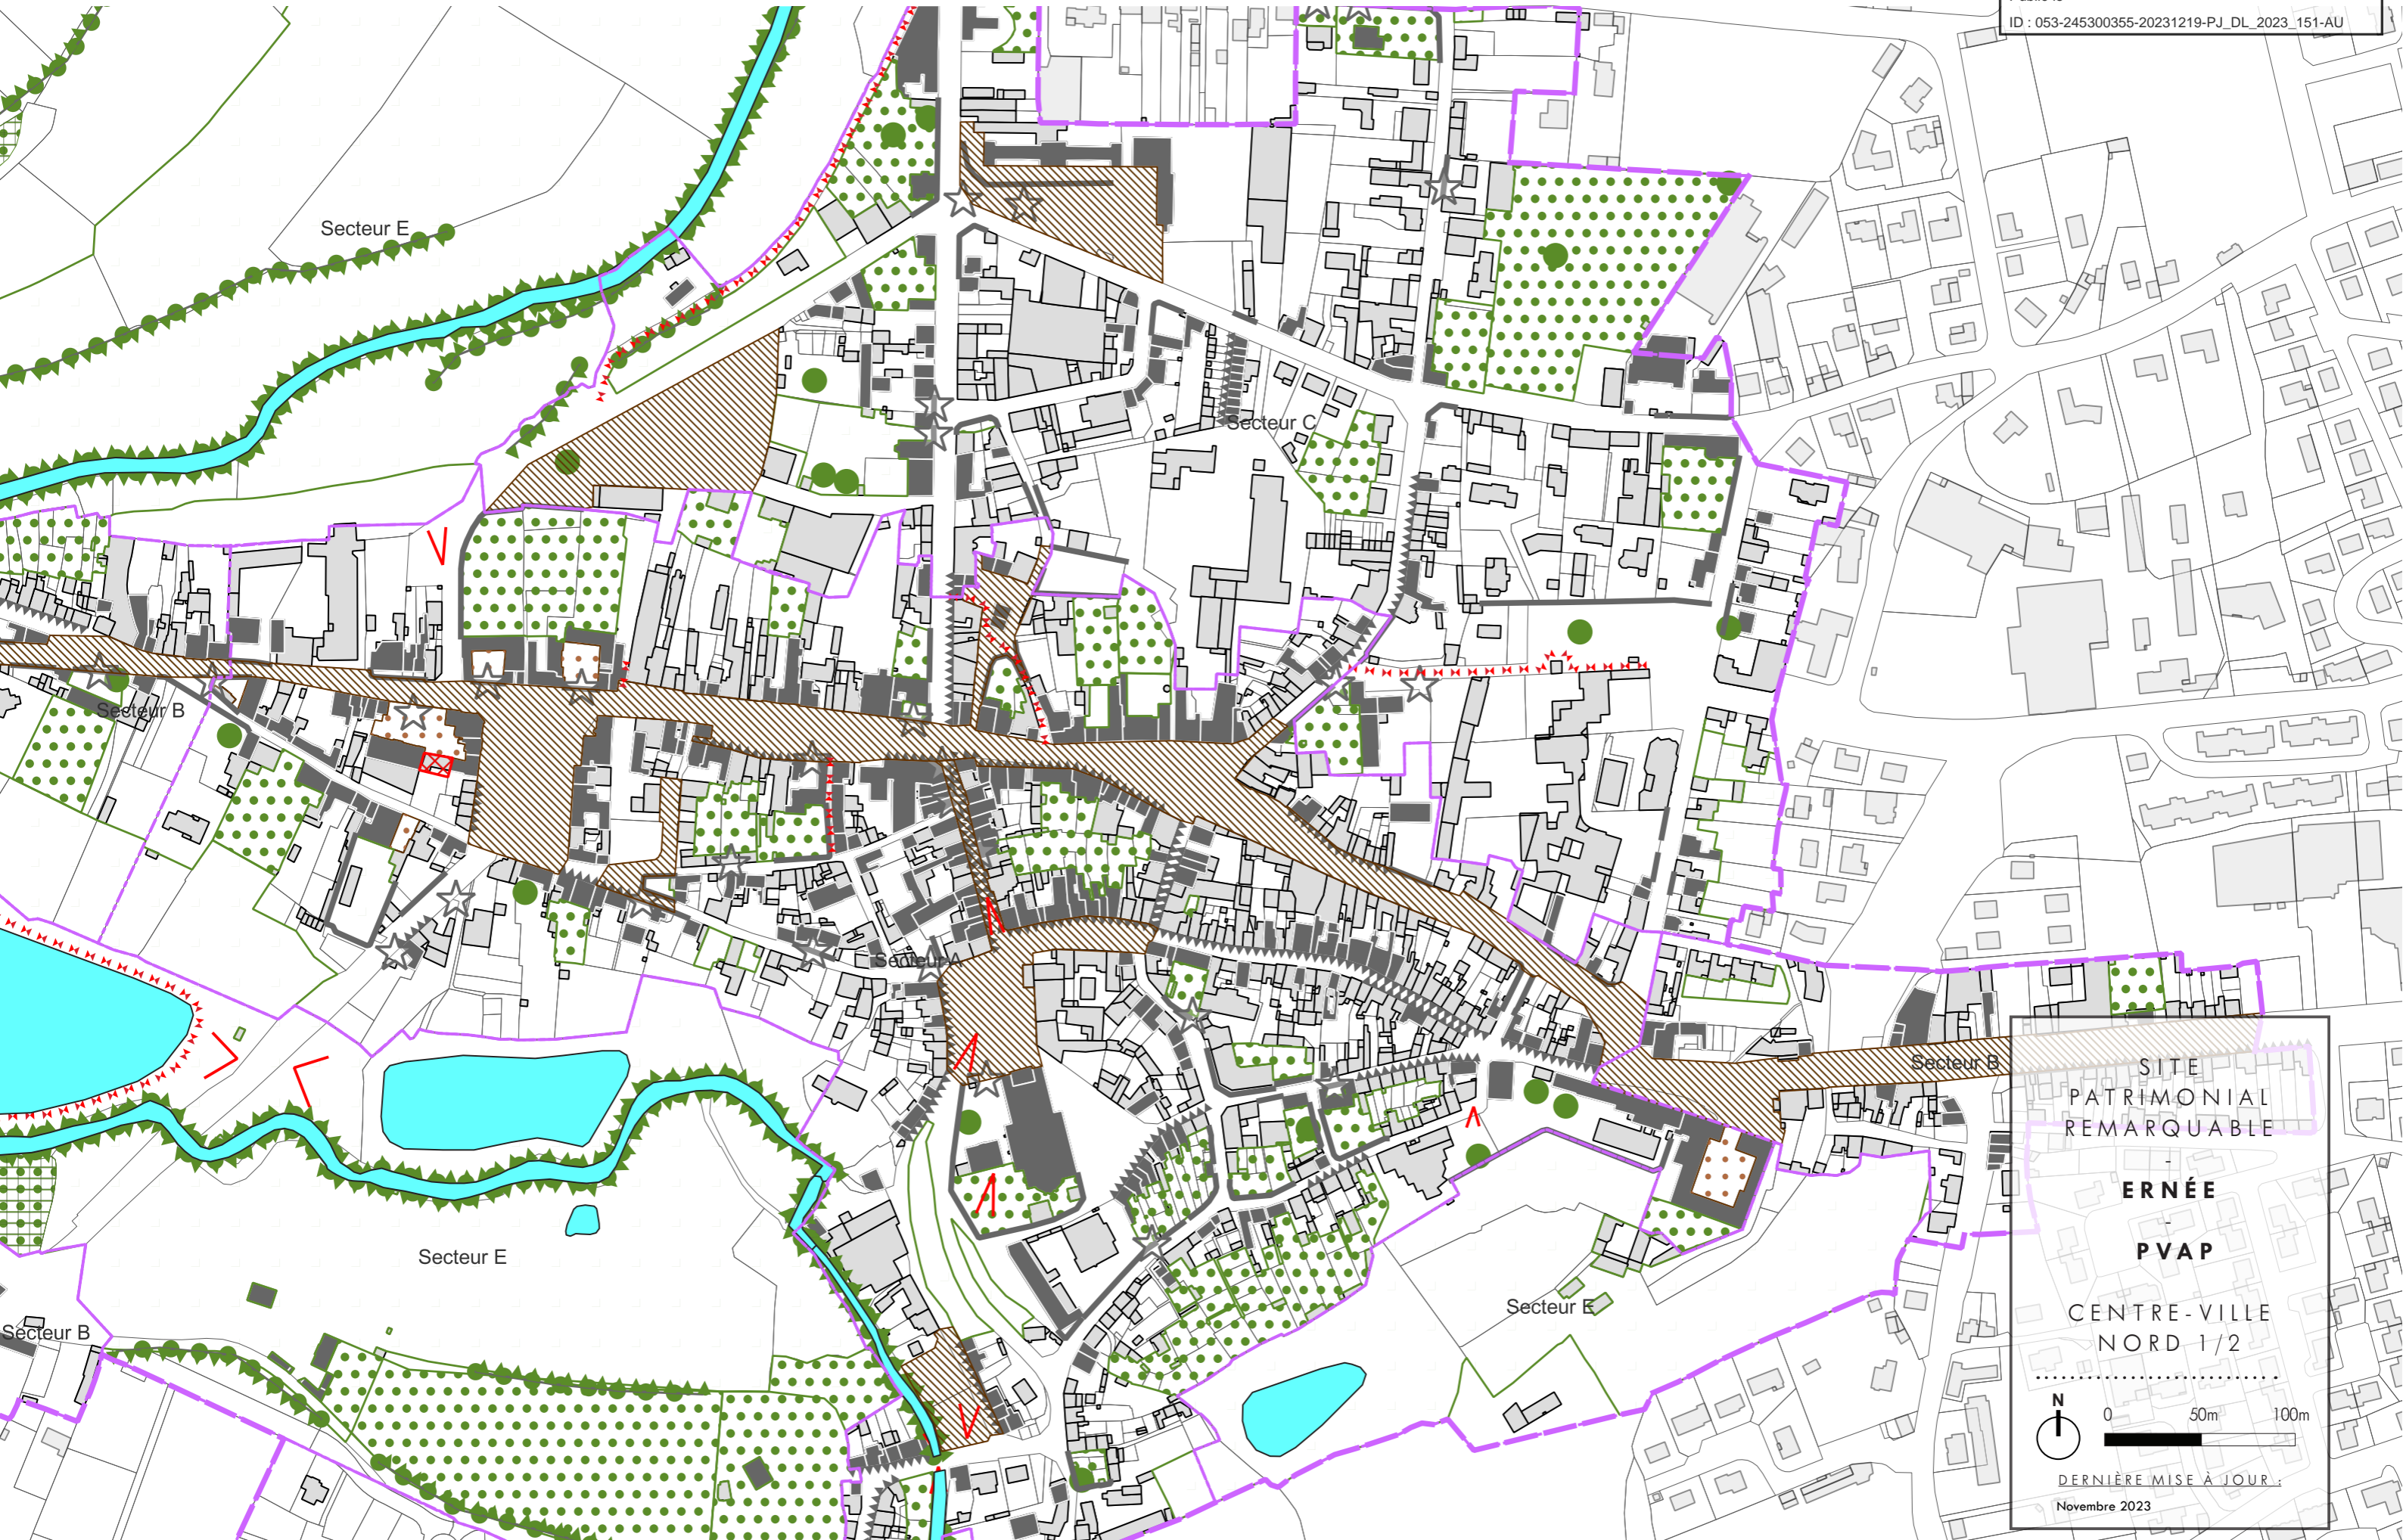 ID : 053-245300355-20231219-PJ_DL_2023_151-AU
Secteur E
Secteur C
Secteur B
Secteur A
Secteur B
Secteur E
Secteur E
Secteur B
SITE
PATRIMONIAL
REMARQUABLE
-
ERNÉE
-
PVAP
CENTRE-VILLE
NORD 1/2
N
0 50m 100m
DERNIÈRE MISE À JOUR :
Novembre 2023